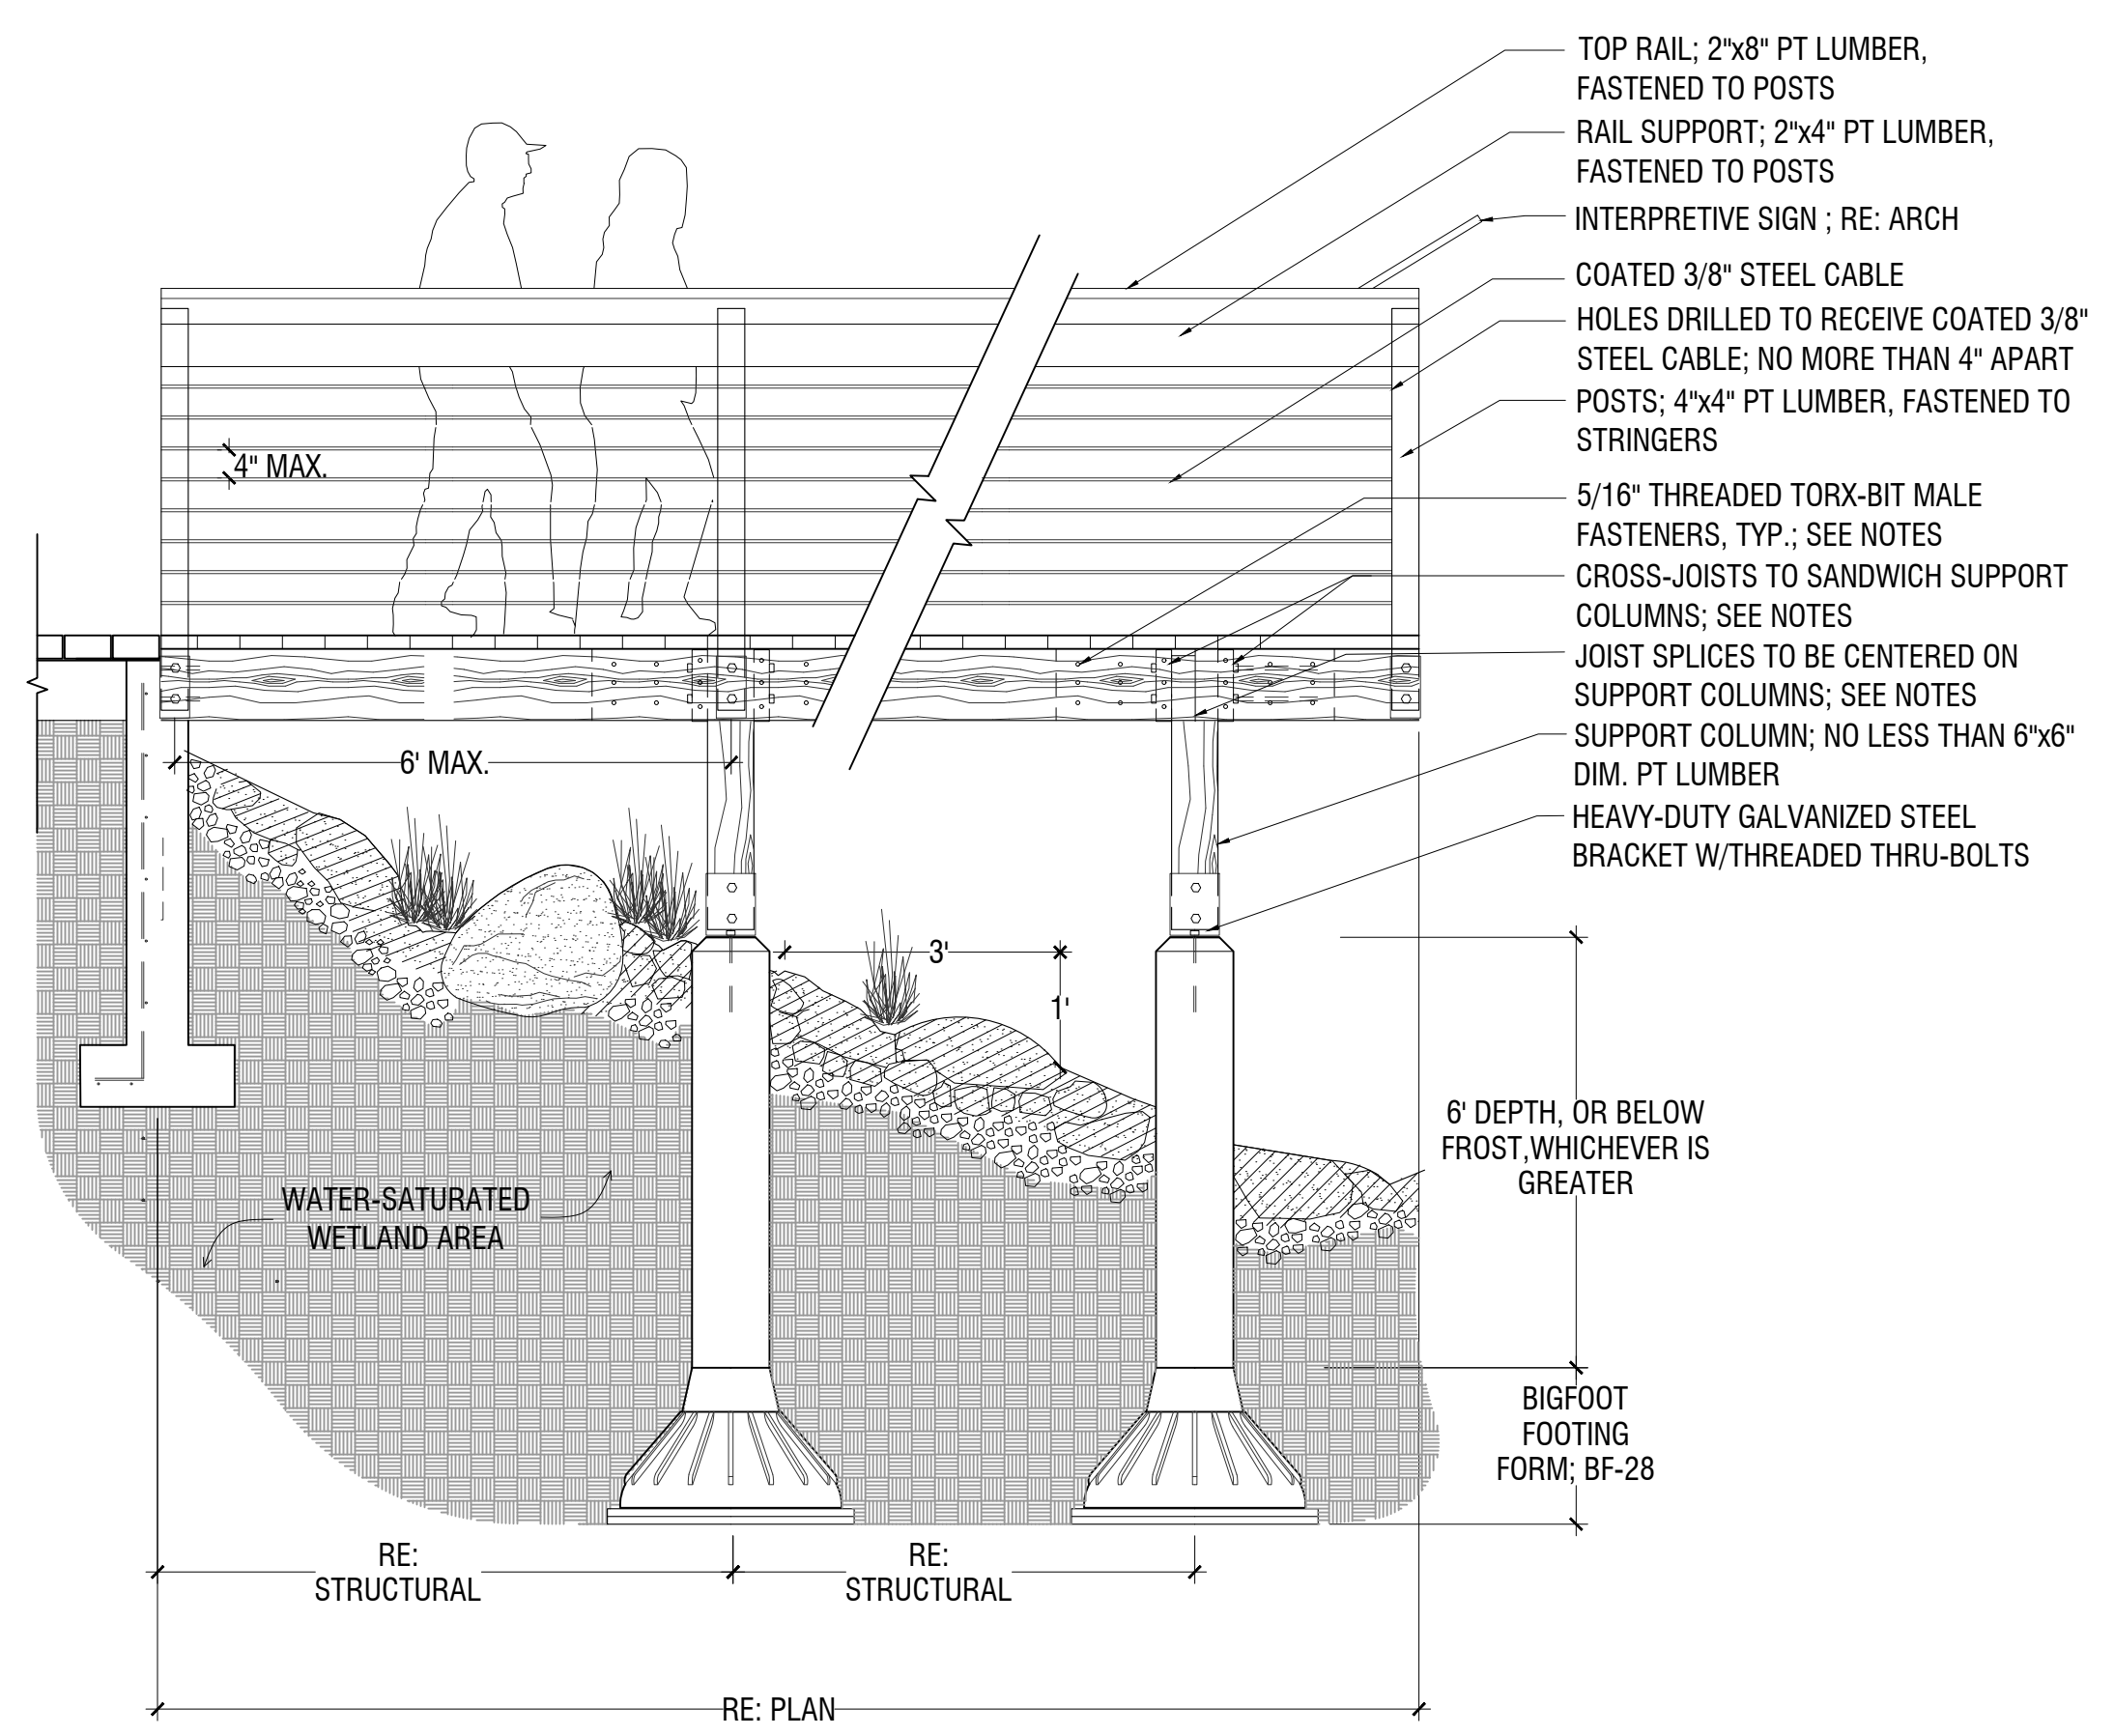 TOP RAIL; 2"x8" PT LUMBER,
FASTENED TO POSTS
RAIL SUPPORT; 2"x4" PT LUMBER,
FASTENED TO POSTS
INTERPRETIVE SIGN ; RE: ARCH
COATED 3/8" STEEL CABLE
HOLES DRILLED TO RECEIVE COATED 3/8"
STEEL CABLE; NO MORE THAN 4" APART
POSTS; 4"x4" PT LUMBER, FASTENED TO
STRINGERS
4" MAX.
5/16" THREADED TORX-BIT MALE
FASTENERS, TYP.; SEE NOTES
CROSS-JOISTS TO SANDWICH SUPPORT
COLUMNS; SEE NOTES
JOIST SPLICES TO BE CENTERED ON
SUPPORT COLUMNS; SEE NOTES
SUPPORT COLUMN; NO LESS THAN 6"x6"
DIM. PT LUMBER
6' MAX.
HEAVY-DUTY GALVANIZED STEEL
BRACKET W/THREADED THRU-BOLTS
3'
1'
6' DEPTH, OR BELOW
FROST,WHICHEVER IS
GREATER
WATER-SATURATED
WETLAND AREA
BIGFOOT
FOOTING
FORM; BF-28
RE:
STRUCTURAL
RE:
STRUCTURAL
RE: PLAN